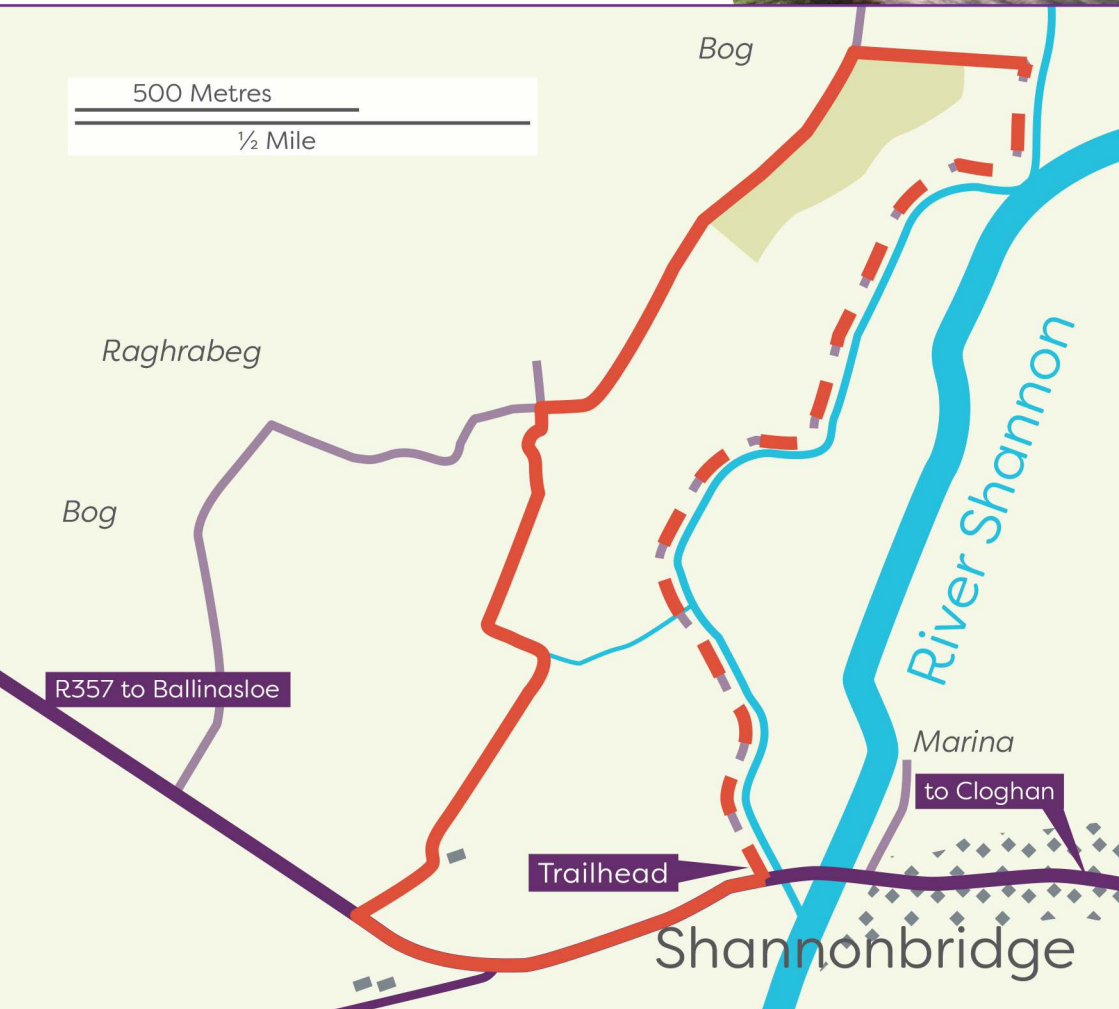 Bog
500 Metres
½ Mile
Raghrabeg
Bog
River Shannon
R357 to Ballinasloe
Marina
to Cloghan
Trailhead
Shannonbridge